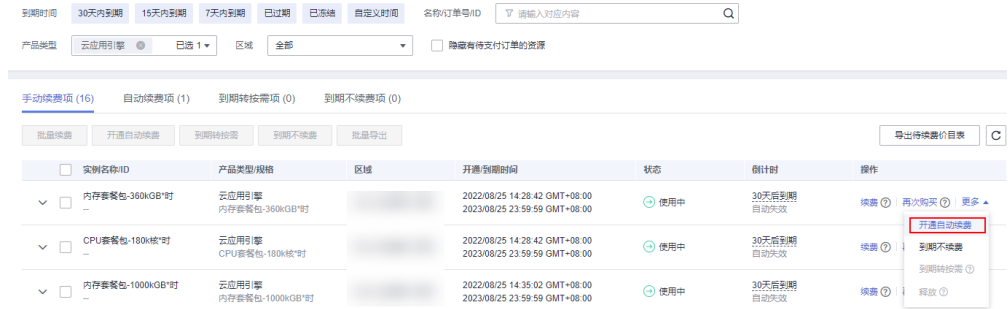 到期时间 30天内到期 15天内到期 7天内到期 已过期 已冻结 自定义时间 名称/订单号/ID 请输入对应内容
产品类型 云应用引擎 已选 1 区域 全部 隐藏有待支付订单的资源
手动续费项 (16) 自动续费项 (1) 到期转按需项 (0) 到期不续费项 (0)
批量续费 开通自动续费 到期转按需 到期不续费 批量导出 导出待续费价目表
实例名称/ID 产品类型/规格 区域 开通/到期时间 状态 倒计时 操作
内存套餐包-360kGB*时 云应用引擎 2022/08/25 14:28:42 GMT+08:00 使用中 30天后到期 续费 再次购买 更多
-- 内存套餐包-360kGB*时 2023/08/25 23:59:59 GMT+08:00 自动失效
开通自动续费
CPU套餐包-180k核*时 云应用引擎 2022/08/25 14:28:42 GMT+08:00 使用中 30天后到期 续费 到期不续费
-- CPU套餐包-180k核*时 2023/08/25 23:59:59 GMT+08:00 自动失效
到期转按需
内存套餐包-1000kGB*时 云应用引擎 2022/08/25 14:35:02 GMT+08:00 使用中 30天后到期 续费 释放
-- 内存套餐包-1000kGB*时 2023/08/25 23:59:59 GMT+08:00 自动失效